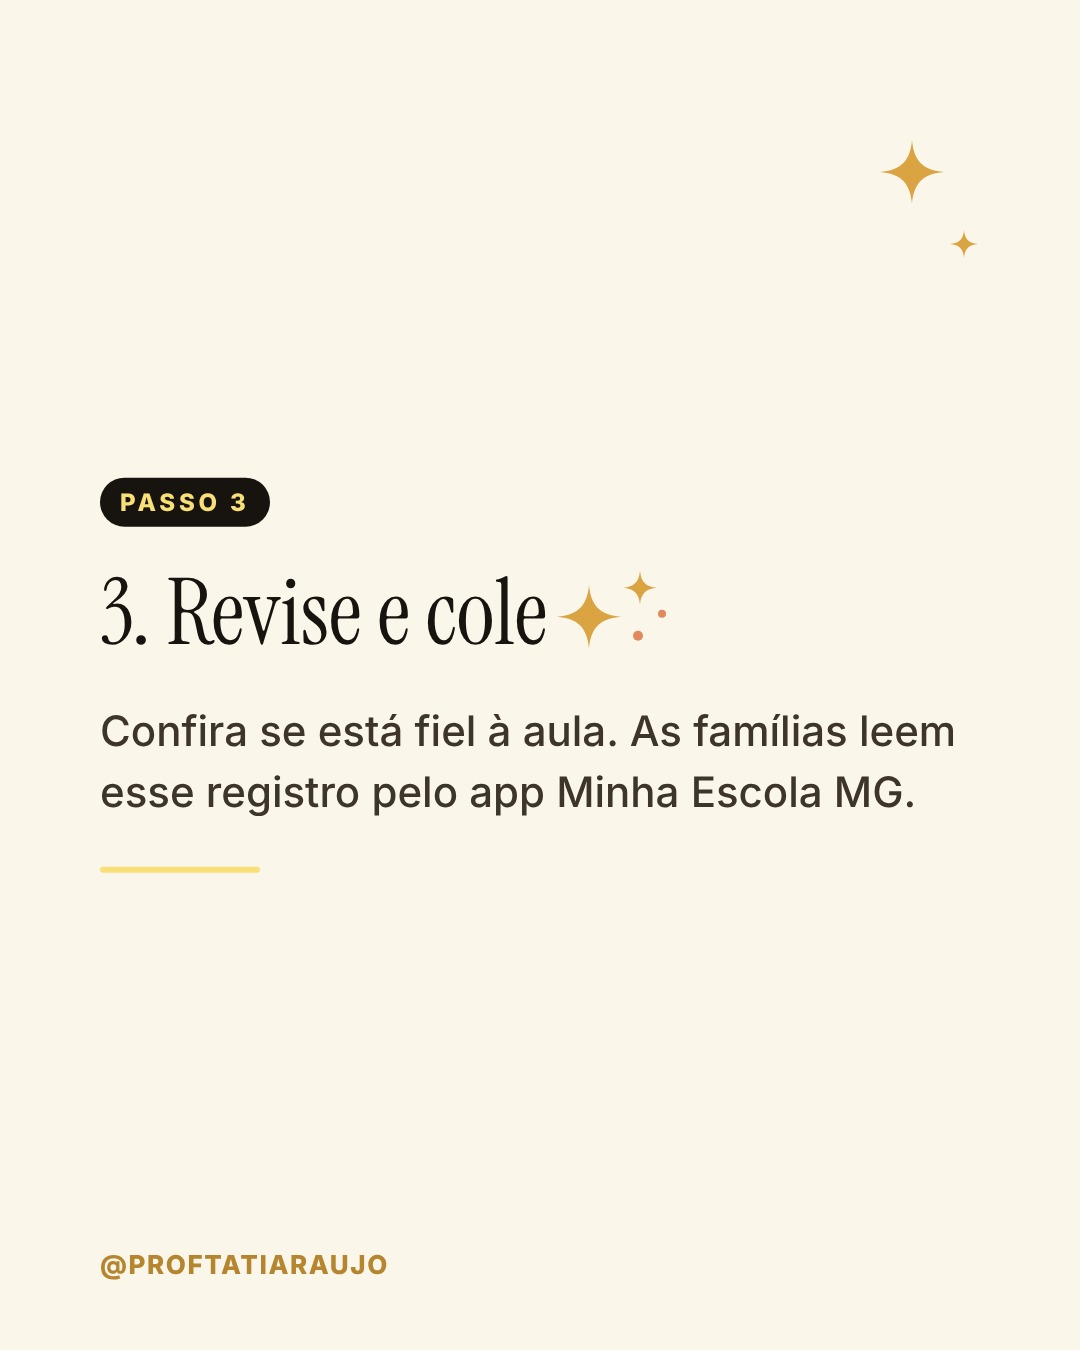 PASSO 3
3. Revise e cole
Confira se está fiel à aula. As famílias leem
esse registro pelo app Minha Escola MG.
@PROFTATIARAUJO